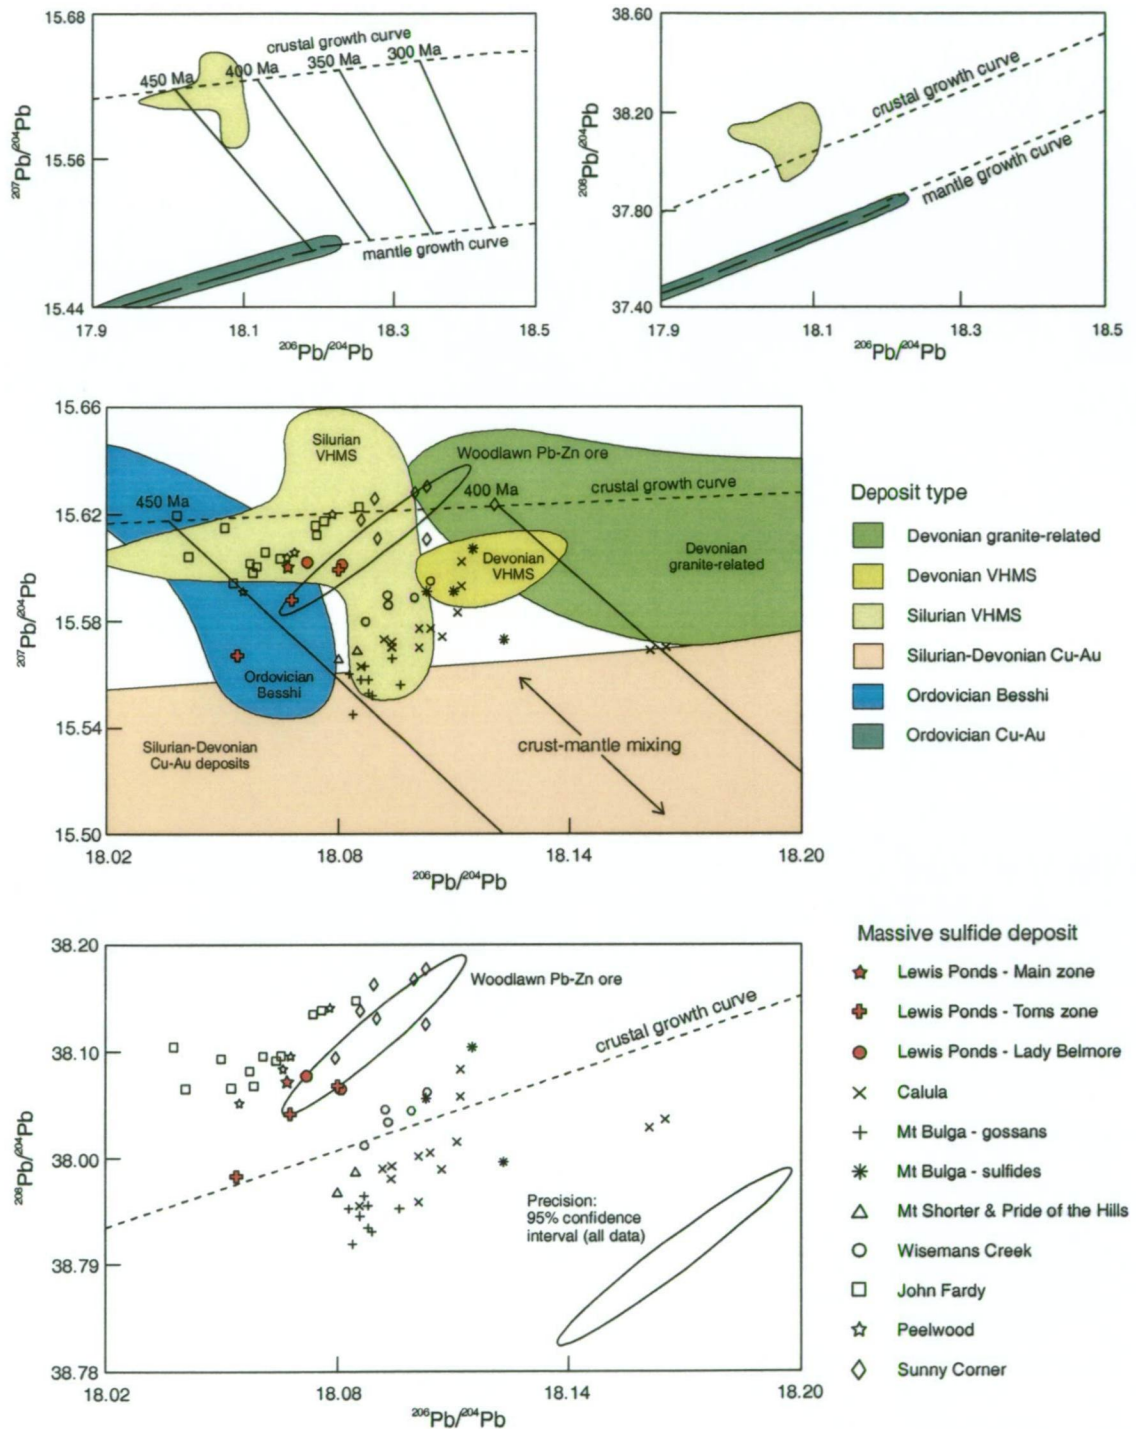 15.68
15.56
15.44
²⁰⁷Pb/²⁰⁴Pb
crustal growth curve
450 Ma
400 Ma
350 Ma
300 Ma
mantle growth curve
17.9
18.1
18.3
18.5
²⁰⁶Pb/²⁰⁴Pb
38.60
38.20
37.80
37.40
²⁰⁸Pb/²⁰⁴Pb
crustal growth curve
mantle growth curve
17.9
18.1
18.3
18.5
²⁰⁶Pb/²⁰⁴Pb
15.66
15.62
15.58
15.54
15.50
²⁰⁷Pb/²⁰⁴Pb
Silurian
VHMS
Woodlawn Pb-Zn ore
450 Ma
400 Ma
crustal growth curve
Devonian
VHMS
Devonian
granite-related
Ordovician
Besshi
Silurian-Devonian
Cu-Au deposits
crust-mantle mixing
18.02
18.08
18.14
18.20
²⁰⁶Pb/²⁰⁴Pb
Deposit type
Devonian granite-related
Devonian VHMS
Silurian VHMS
Silurian-Devonian Cu-Au
Ordovician Besshi
Ordovician Cu-Au
38.20
38.10
38.00
38.79
38.78
²⁰⁸Pb/²⁰⁴Pb
Woodlawn Pb-Zn ore
crustal growth curve
Precision:
95% confidence
interval (all data)
18.02
18.08
18.14
18.20
²⁰⁶Pb/²⁰⁴Pb
Massive sulfide deposit
Lewis Ponds - Main zone
Lewis Ponds - Toms zone
Lewis Ponds - Lady Belmore
Calula
Mt Bulga - gossans
Mt Bulga - sulfides
Mt Shorter & Pride of the Hills
Wisemans Creek
John Fardy
Peelwood
Sunny Corner